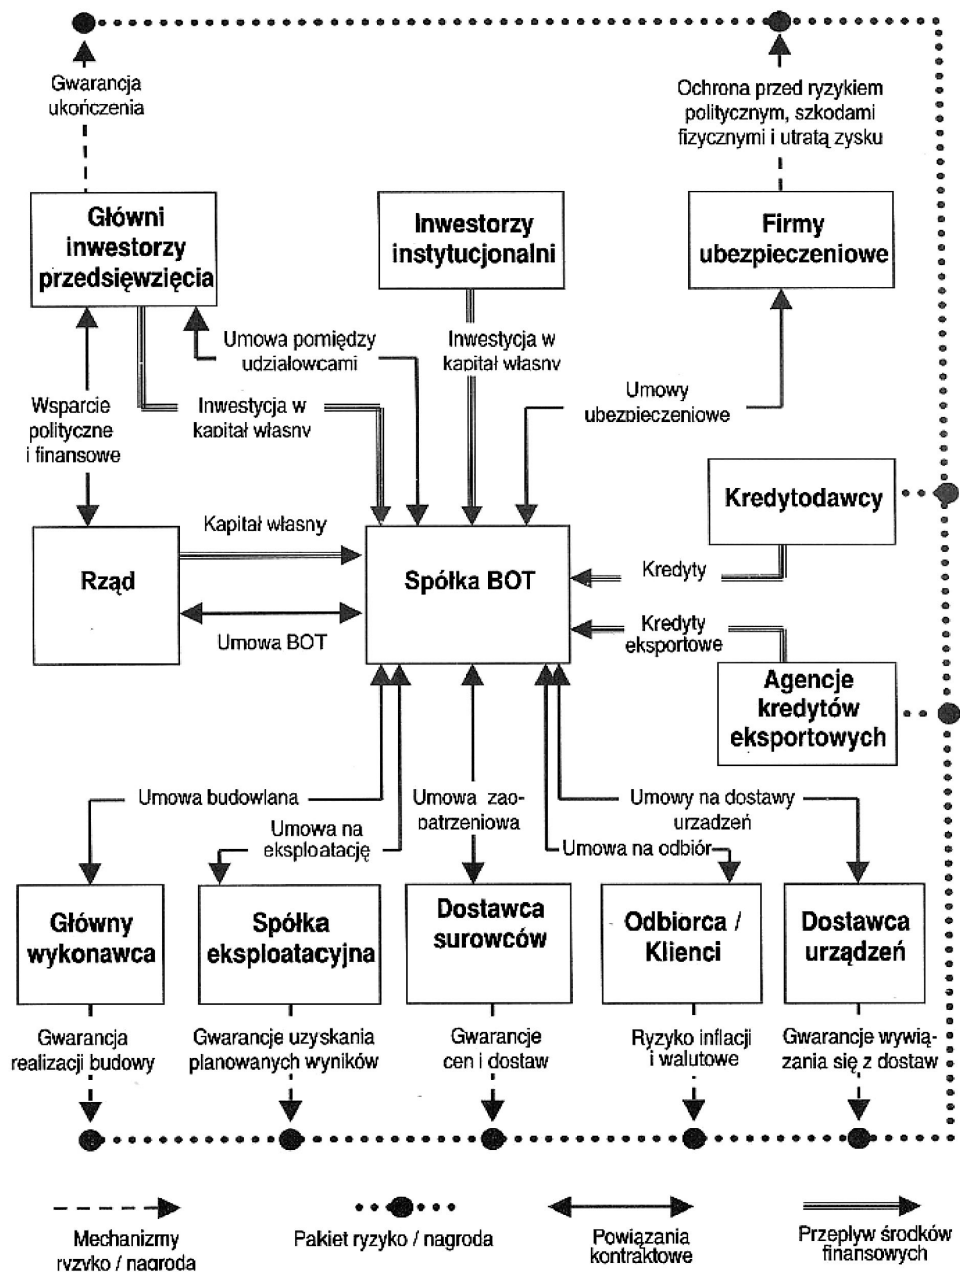 Gwarancja
ukończenia
Ochrona przed ryzykiem
politycznym, szkodami
fizycznymi i utratą zysku
Główni
inwestorzy
przedsięwzięcia
Inwestorzy
instytucjonalni
Firmy
ubezpieczeniowe
Umowa pomiędzy
udziałowcami
Inwestycja w
kapitał własny
Umowy
ubezpieczeniowe
Wsparcie
polityczne
i finansowe
Inwestycja w
kapitał własny
Kredytodawcy
Kapitał własny
Rząd
Spółka BOT
Kredyty
Umowa BOT
Kredyty
eksportowe
Agencje
kredytów
eksportowych
Umowa budowlana
Umowa na
eksploatację
Umowa zao-
patrzeniowa
Umowy na dostawy
urządzeń
Umowa na odbiór
Główny
wykonawca
Spółka
eksploatacyjna
Dostawca
surowców
Odbiorca /
Klienci
Dostawca
urządzeń
Gwarancja
realizacji budowy
Gwarancje uzyskania
planowanych wyników
Gwarancje
cen i dostaw
Ryzyko inflacji
i walutowe
Gwarancje wywią-
zania się z dostaw
Mechanizmy
ryzyko / nagroda
Pakiet ryzyko / nagroda
Powiązania
kontraktowe
Przepływ środków
finansowych